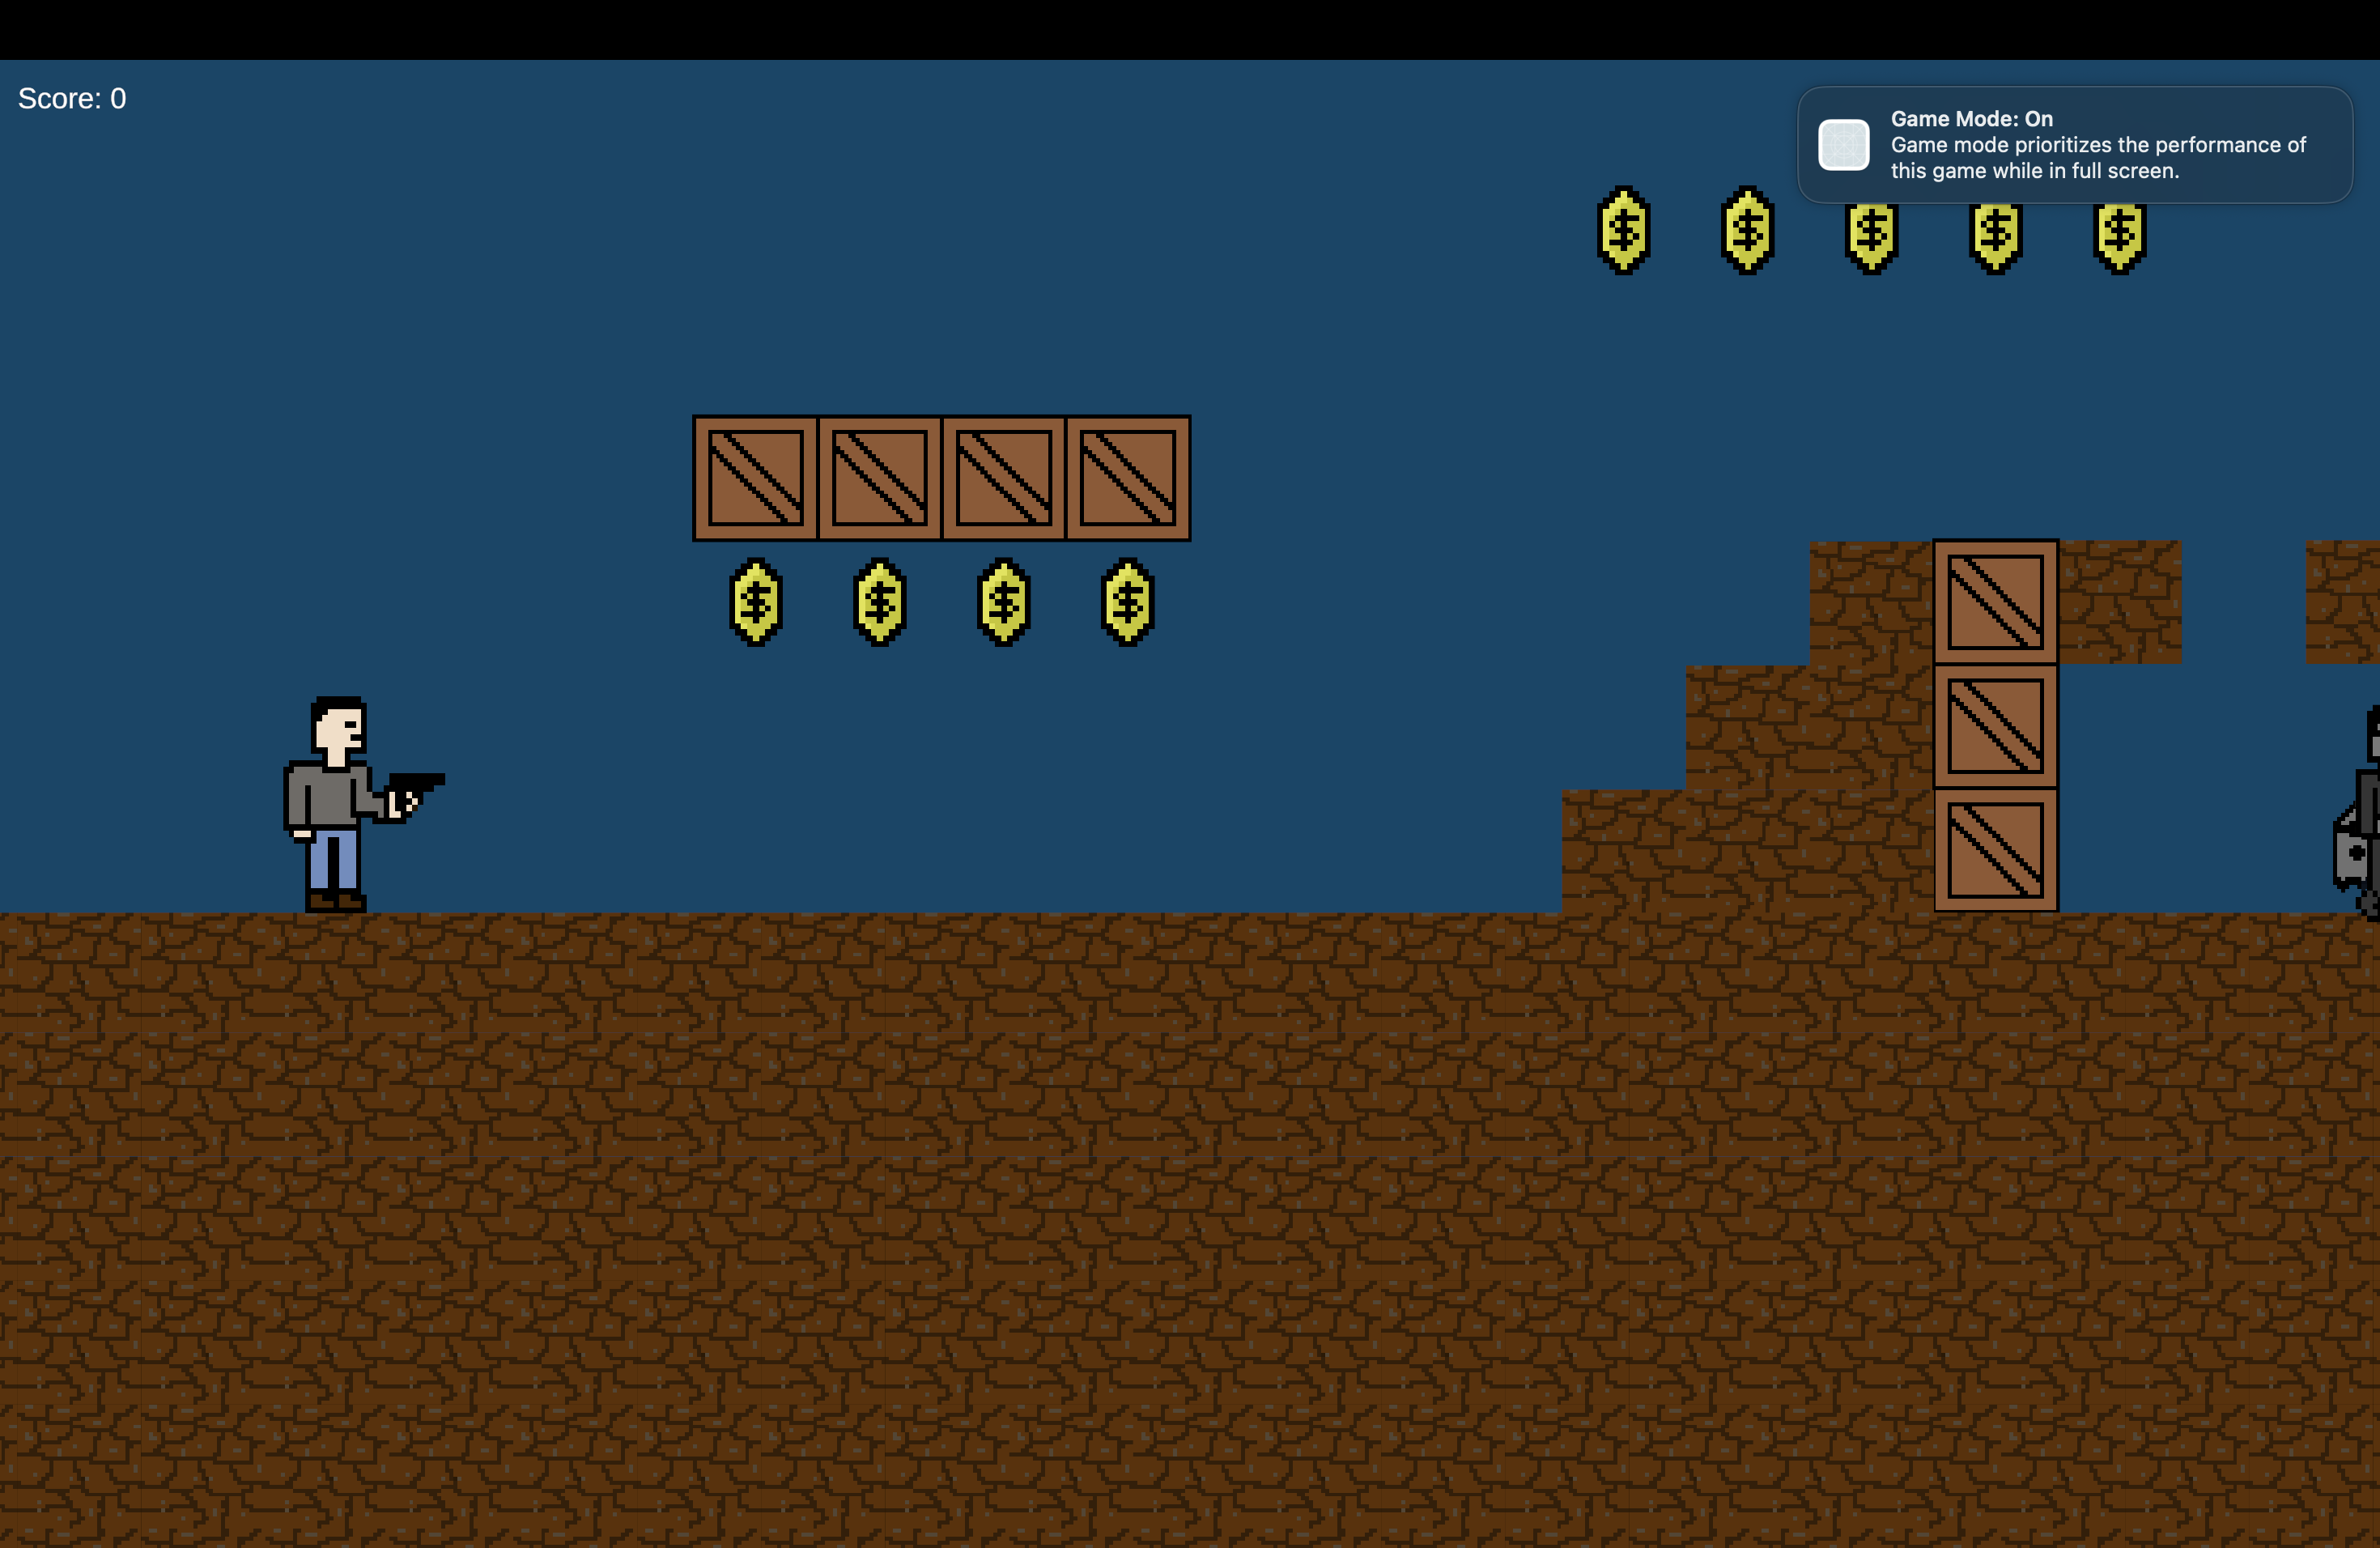 Score: 0
Game Mode: On
Game mode prioritizes the performance of
this game while in full screen.
$ $ $ $ $
$ $ $ $